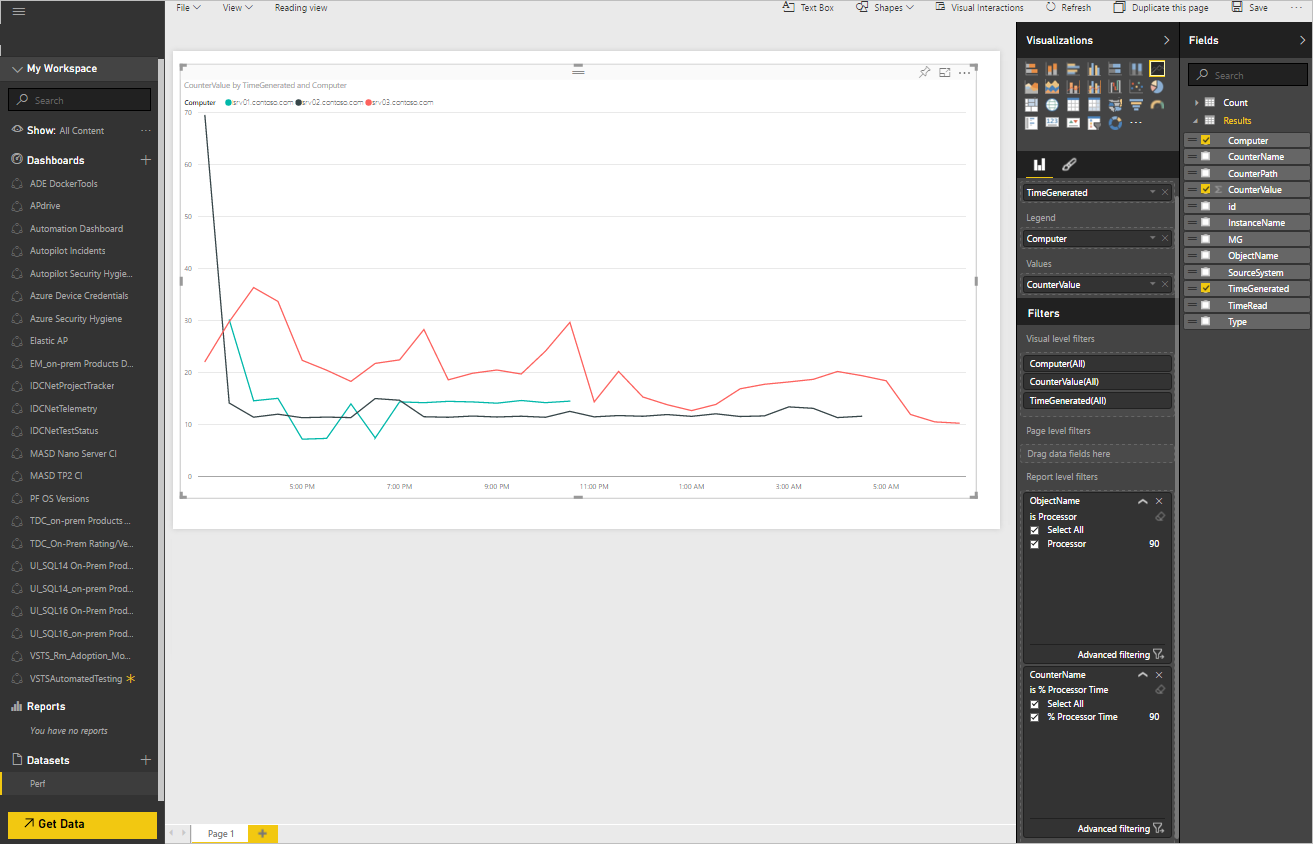 File View Reading view Text Box Shapes Visual Interactions Refresh Duplicate this page Save
My Workspace
Search
Show: All Content
Dashboards
ADE DockerTools
APdrive
Automation Dashboard
Autopilot Incidents
Autopilot Security Hygie...
Azure Device Credentials
Azure Security Hygiene
Elastic AP
EM_on-prem Products D...
IDCNetProjectTracker
IDCNetTelemetry
IDCNetTestStatus
MASD Nano Server CI
MASD TP2 CI
PF OS Versions
TDC_on-prem Products ...
TDC_On-Prem Rating/Ve...
UI_SQL14 On-Prem Prod...
UI_SQL14_on-prem Prod...
UI_SQL16 On-Prem Prod...
UI_SQL16_on-prem Prod...
VSTS_Rm_Adoption_Mo...
VSTSAutomatedTesting
Reports
You have no reports
Datasets
Perf
Get Data
CounterValue by TimeGenerated and Computer
Computer srv01.contoso.com srv02.contoso.com srv03.contoso.com
70
60
50
40
30
20
10
0
5:00 PM 7:00 PM 9:00 PM 11:00 PM 1:00 AM 3:00 AM 5:00 AM
Page 1
Visualizations
TimeGenerated
Legend
Computer
Values
CounterValue
Filters
Visual level filters
Computer(All)
CounterValue(All)
TimeGenerated(All)
Page level filters
Drag data fields here
Report level filters
ObjectName
is Processor
Select All
Processor 90
Advanced filtering
CounterName
is % Processor Time
Select All
% Processor Time 90
Advanced filtering
Fields
Search
Count
Results
Computer
CounterName
CounterPath
CounterValue
id
InstanceName
MG
ObjectName
SourceSystem
TimeGenerated
TimeRead
Type